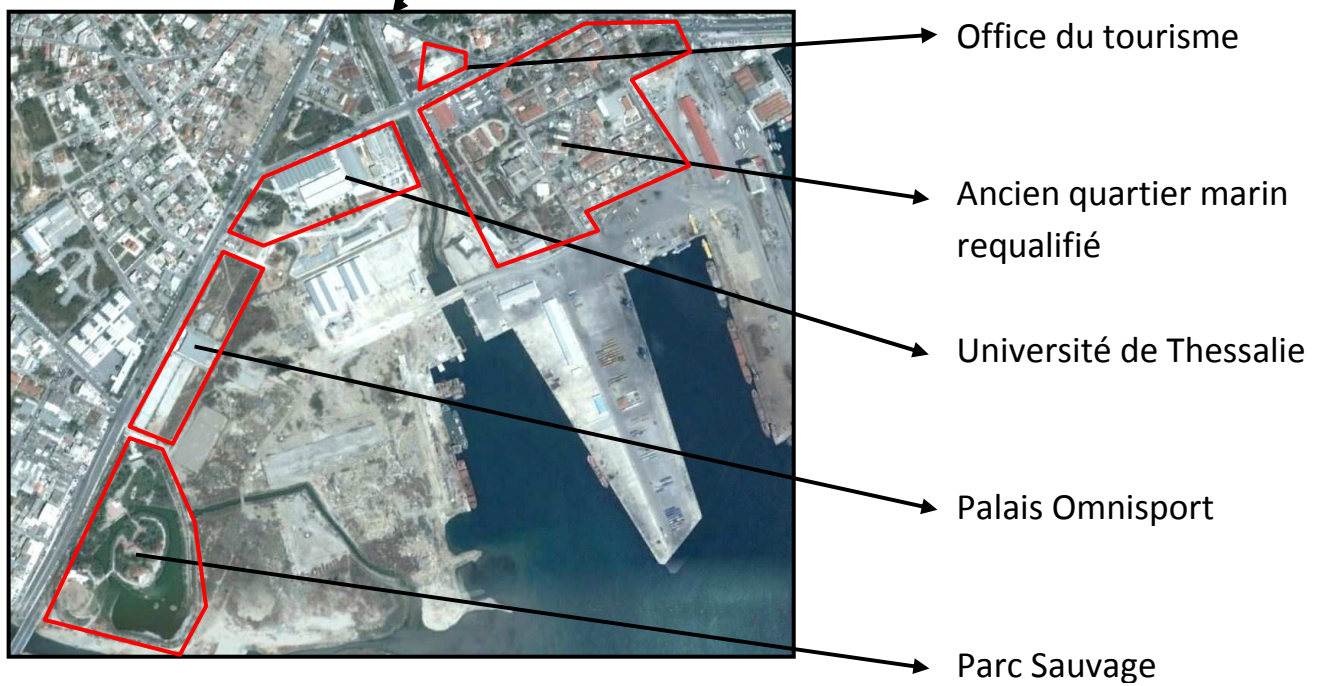 Office du tourisme
Ancien quartier marin
requalifié
Université de Thessalie
Palais Omnisport
Parc Sauvage